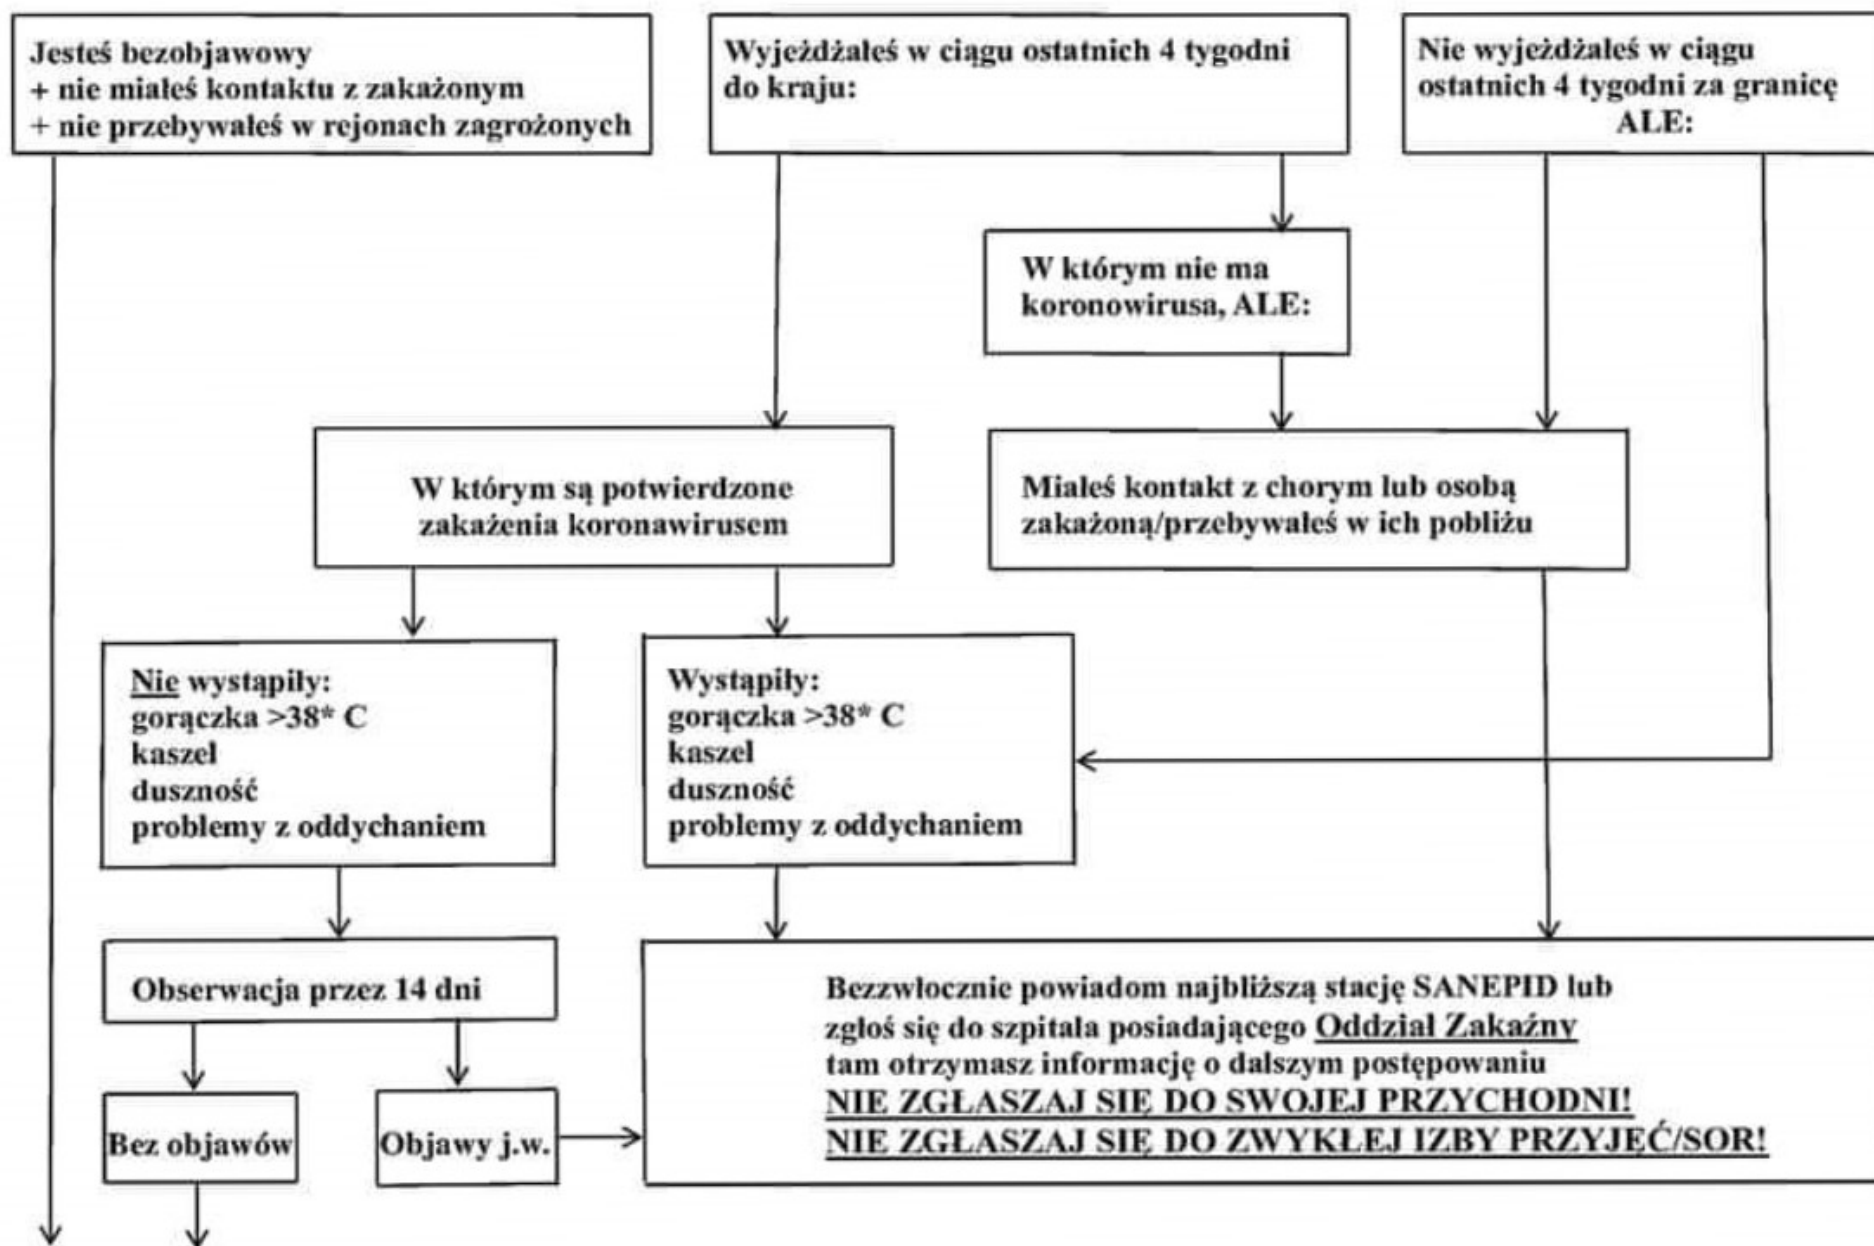 Jesteś bezobjawowy
+ nie miałeś kontaktu z zakażonym
+ nie przebywałeś w rejonach zagrożonych
Wyjeżdżałeś w ciągu ostatnich 4 tygodni
do kraju:
Nie wyjeżdżałeś w ciągu
ostatnich 4 tygodni za granicę
ALE:
W którym nie ma
koronowirusa, ALE:
W którym są potwierdzone
zakażenia koronawirusem
Miałeś kontakt z chorym lub osobą
zakażoną/przebywałeś w ich pobliżu
Nie wystąpiły:
gorączka >38* C
kaszel
duszność
problemy z oddychaniem
Wystąpiły:
gorączka >38* C
kaszel
duszność
problemy z oddychaniem
Obserwacja przez 14 dni
Bez objawów
Objawy j.w.
Bezzwłocznie powiadom najbliższą stację SANEPID lub
zgłoś się do szpitala posiadającego Oddział Zakaźny
tam otrzymasz informację o dalszym postępowaniu
NIE ZGŁASZAJ SIĘ DO SWOJEJ PRZYCHODNI!
NIE ZGŁASZAJ SIĘ DO ZWYKŁEJ IZBY PRZYJĘĆ/SOR!